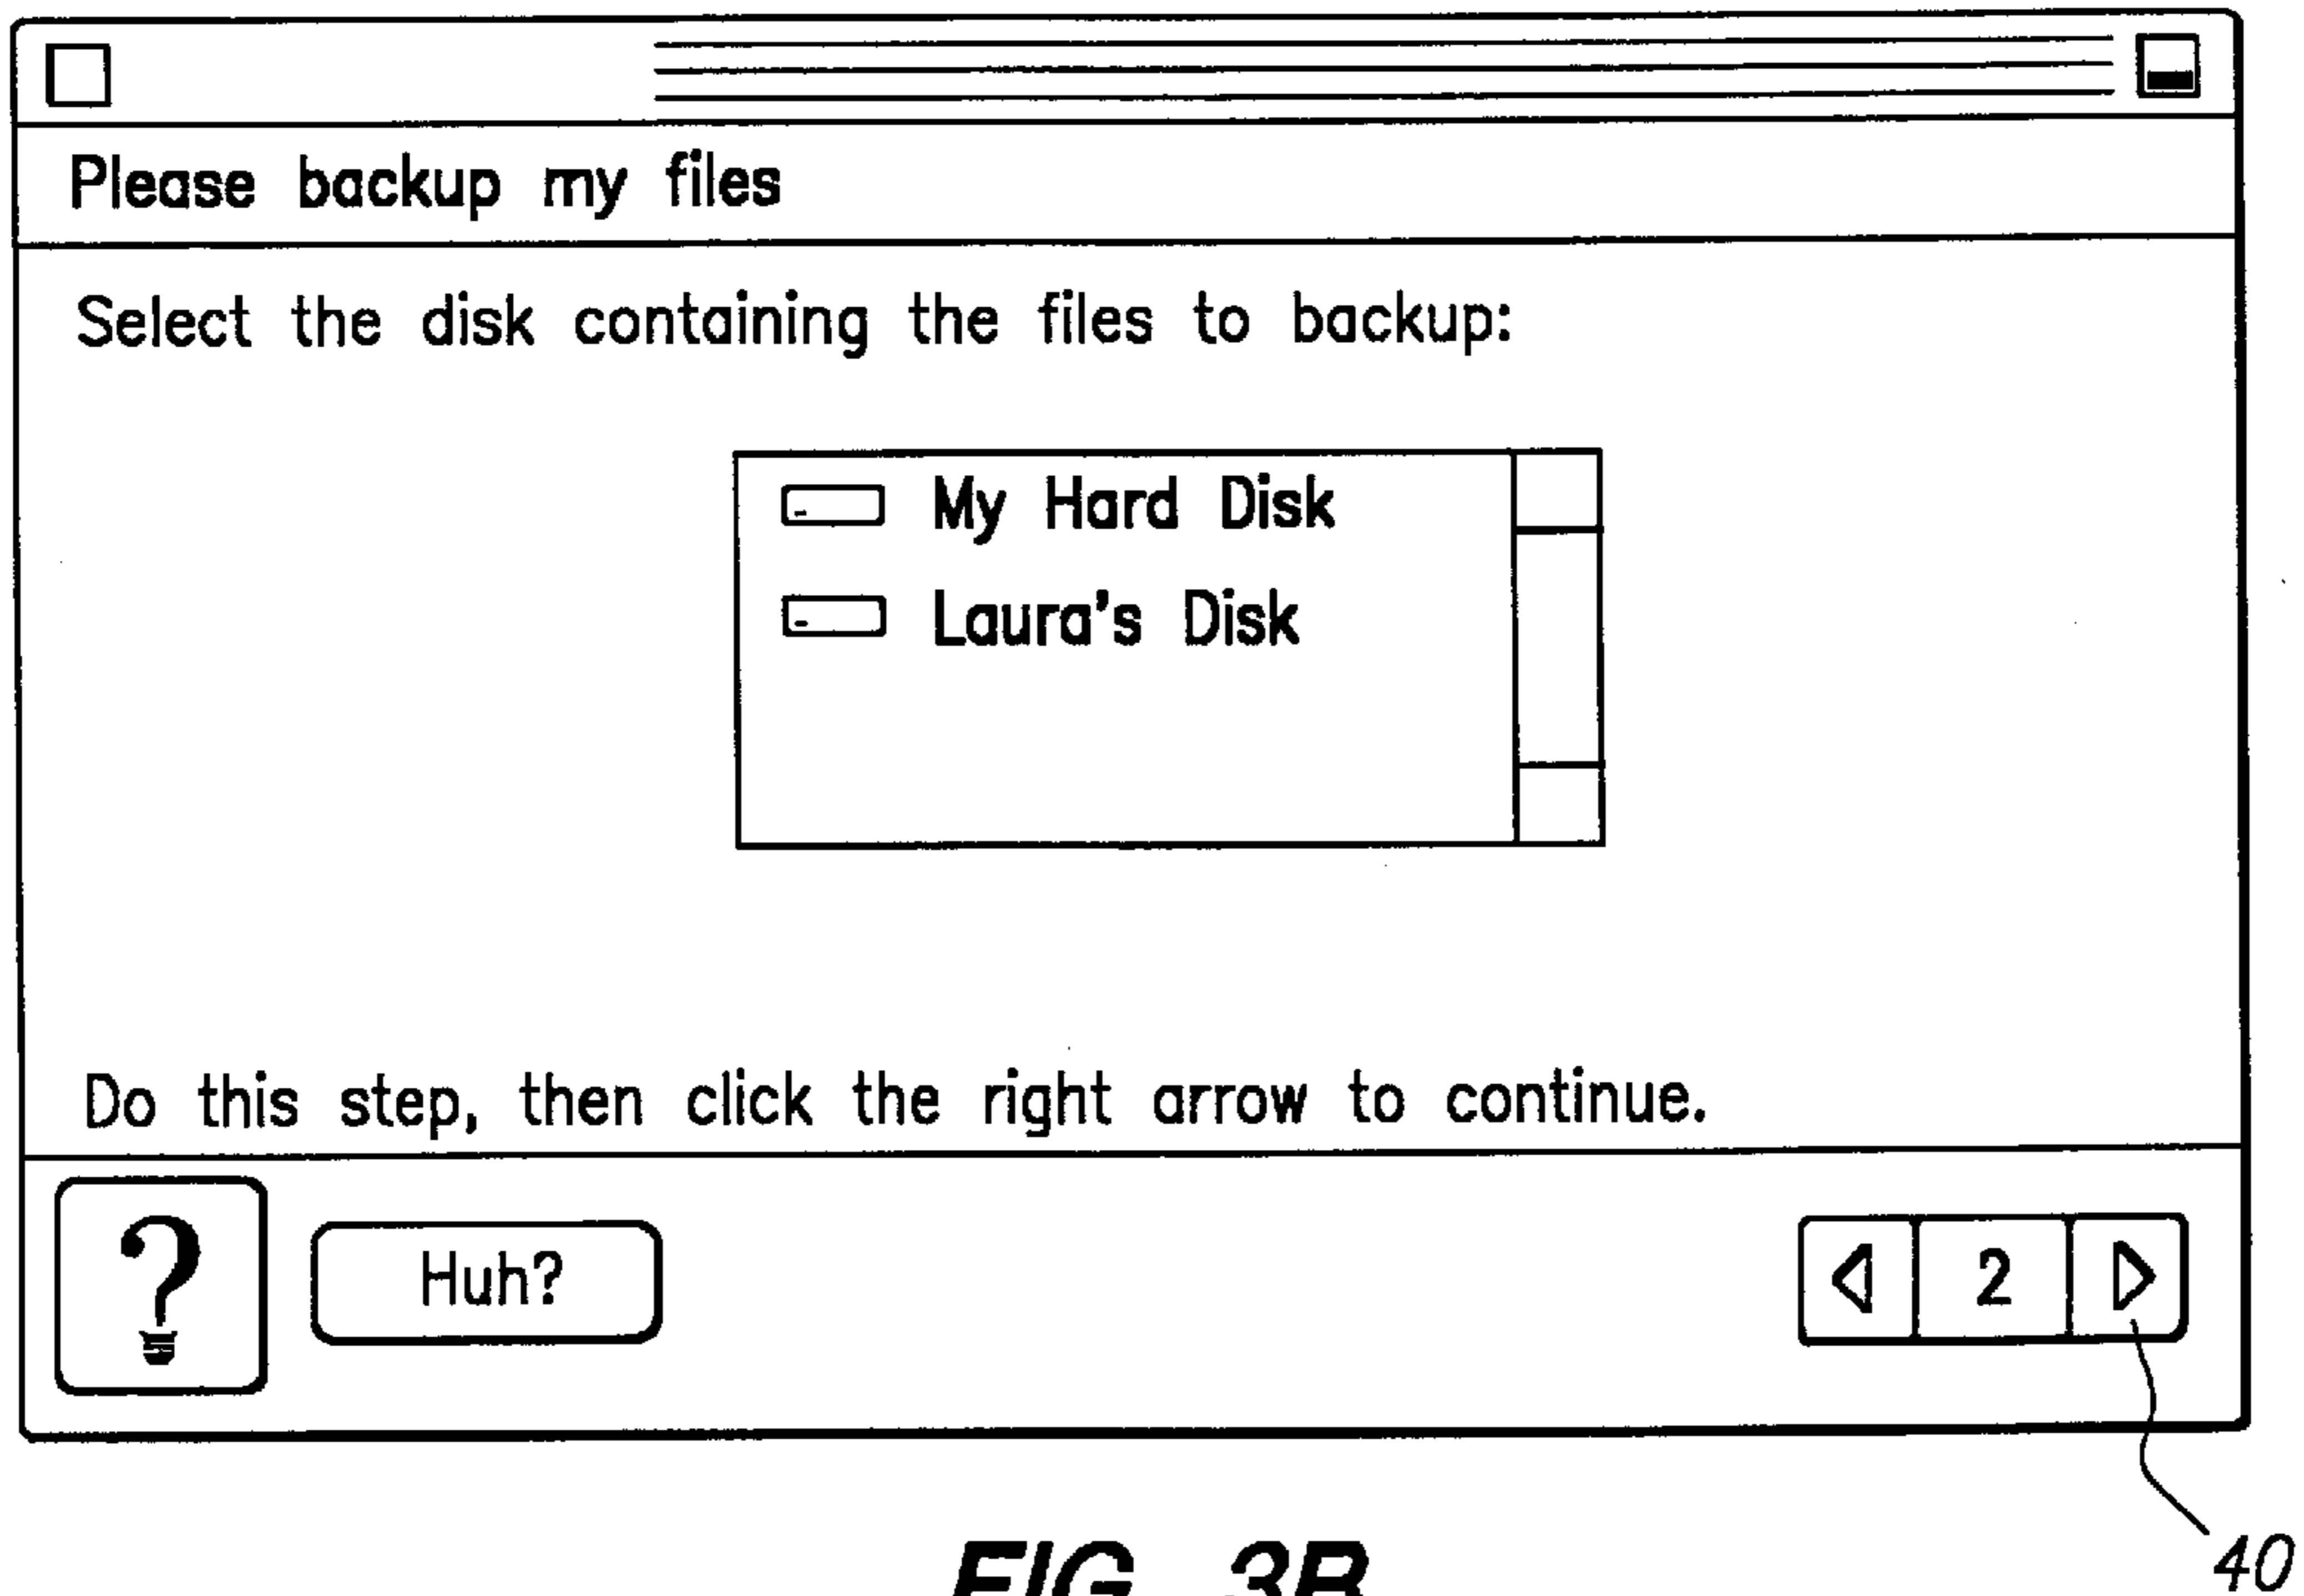 Please backup my files
Select the disk containing the files to backup:
My Hard Disk
Laura's Disk
Do this step, then click the right arrow to continue.
?
Huh?
2
40
FIG. 3B